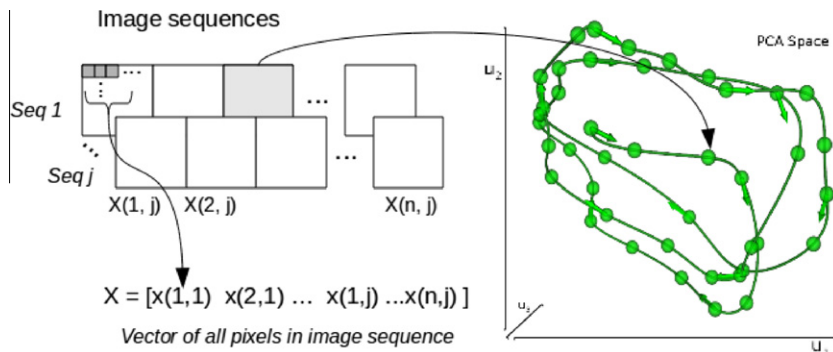 Image sequences
Seq 1
Seq j
X(1, j) X(2, j) X(n, j)
X = [x(1,1) x(2,1) ... x(1,j) ...x(n,j) ]
Vector of all pixels in image sequence
PCA Space
u2
u3